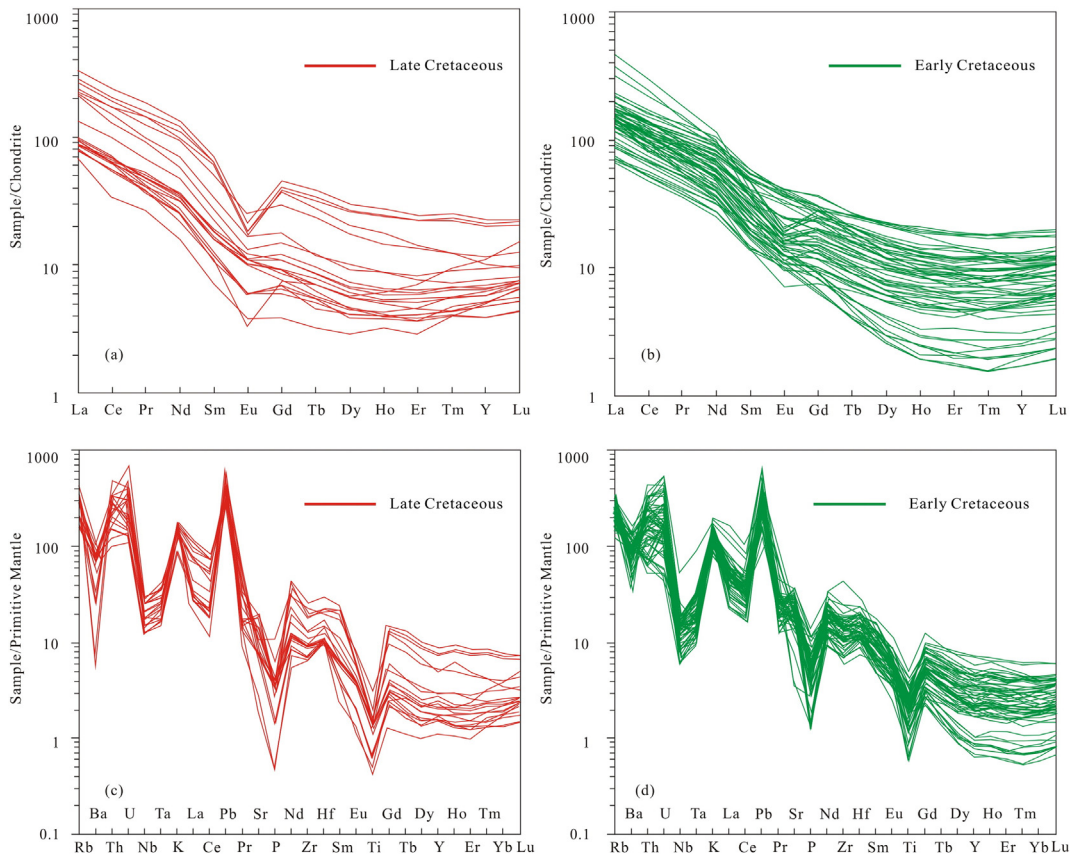 1000
100
10
1
Sample/Chondrite
Late Cretaceous
(a)
La Ce Pr Nd Sm Eu Gd Tb Dy Ho Er Tm Y Lu
1000
100
10
1
Sample/Chondrite
Early Cretaceous
(b)
La Ce Pr Nd Sm Eu Gd Tb Dy Ho Er Tm Y Lu
1000
100
10
1
0.1
Sample/Primitive Mantle
Late Cretaceous
(c)
Ba U Ta La Pb Sr Nd Hf Eu Gd Dy Ho Tm Lu
Rb Th Nb K Ce Pr P Zr Sm Ti Tb Y Er Yb
1000
100
10
1
0.1
Sample/Primitive Mantle
Early Cretaceous
(d)
Ba U Ta La Pb Sr Nd Hf Eu Gd Dy Ho Tm Lu
Rb Th Nb K Ce Pr P Zr Sm Ti Tb Y Er Yb